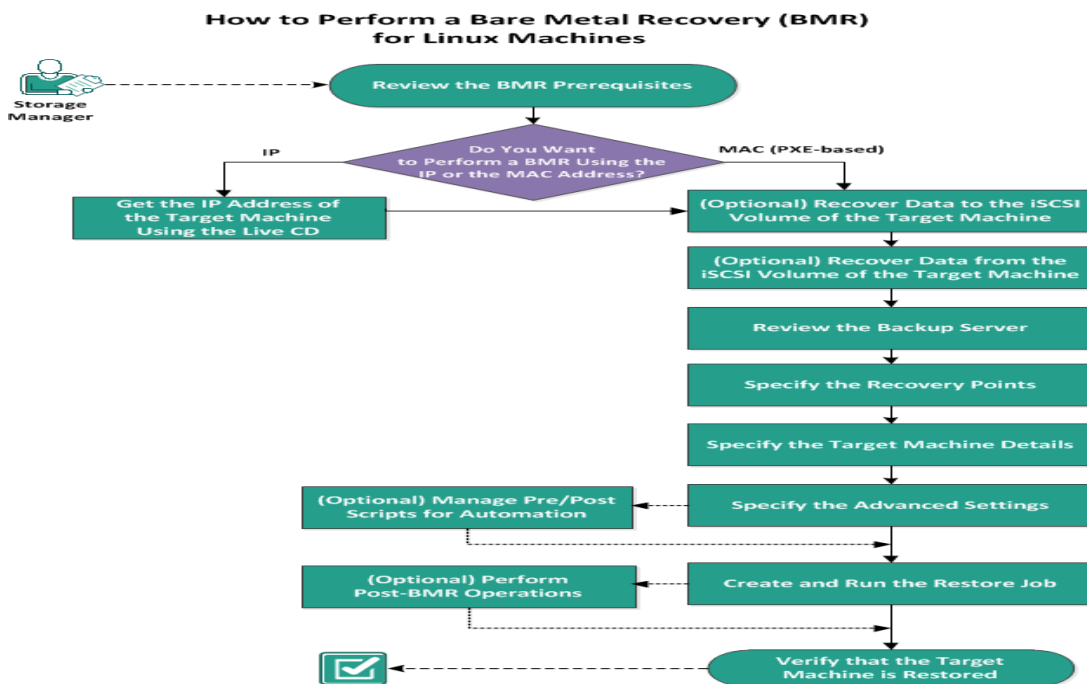 How to Perform a Bare Metal Recovery (BMR)
for Linux Machines
Storage
Manager
Review the BMR Prerequisites
Do You Want
to Perform a BMR Using the
IP or the MAC Address?
IP
MAC (PXE-based)
Get the IP Address of
the Target Machine
Using the Live CD
(Optional) Recover Data to the iSCSI
Volume of the Target Machine
(Optional) Recover Data from the
iSCSI Volume of the Target Machine
Review the Backup Server
Specify the Recovery Points
Specify the Target Machine Details
(Optional) Manage Pre/Post
Scripts for Automation
Specify the Advanced Settings
(Optional) Perform
Post-BMR Operations
Create and Run the Restore Job
Verify that the Target
Machine is Restored